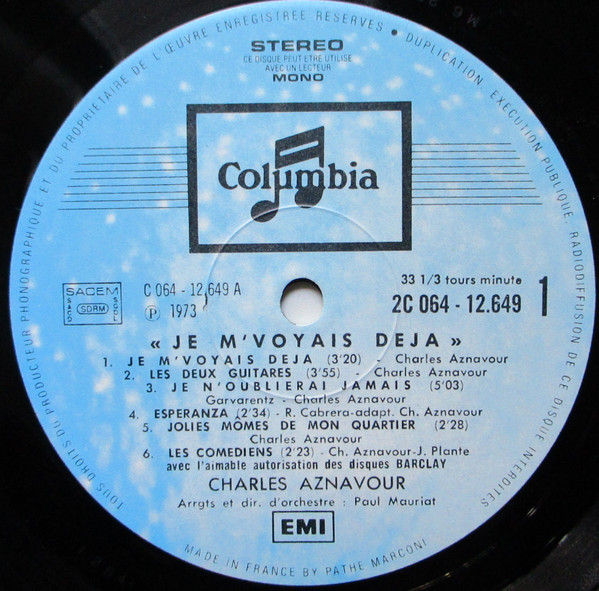 TOUS DROITS DU PRODUCTEUR PHONOGRAPHIQUE ET DU PROPRIETAIRE DE L'ŒUVRE ENREGISTREE RESERVES • DUPLICATION, EXECUTION PUBLIQUE, RADIODIFFUSION DE CE DISQUE INTERDITES
STEREO
CE DISQUE PEUT ETRE UTILISE
AVEC UN LECTEUR
MONO
Columbia
SACEM
SACD
SDRM
SGDL
C 064 - 12.649 A
Ⓟ 1973
33 1/3 tours minute
2C 064 - 12.649
1
« JE M'VOYAIS DEJA »
1. JE M'VOYAIS DEJA (3'20) Charles Aznavour
2. LES DEUX GUITARES (3'55) - Charles Aznavour
3. JE N'OUBLIERAI JAMAIS (5'03)
Garvarentz - Charles Aznavour
4. ESPERANZA (2'34) - R. Cabrera-adapt. Ch. Aznavour
5. JOLIES MOMES DE MON QUARTIER (2'28)
Charles Aznavour
6. LES COMEDIENS (2'23) - Ch. Aznavour-J. Plante
avec l'aimable autorisation des disques BARCLAY
CHARLES AZNAVOUR
Arrgts et dir. d'orchestre : Paul Mauriat
EMI
MADE IN FRANCE BY PATHE MARCONI